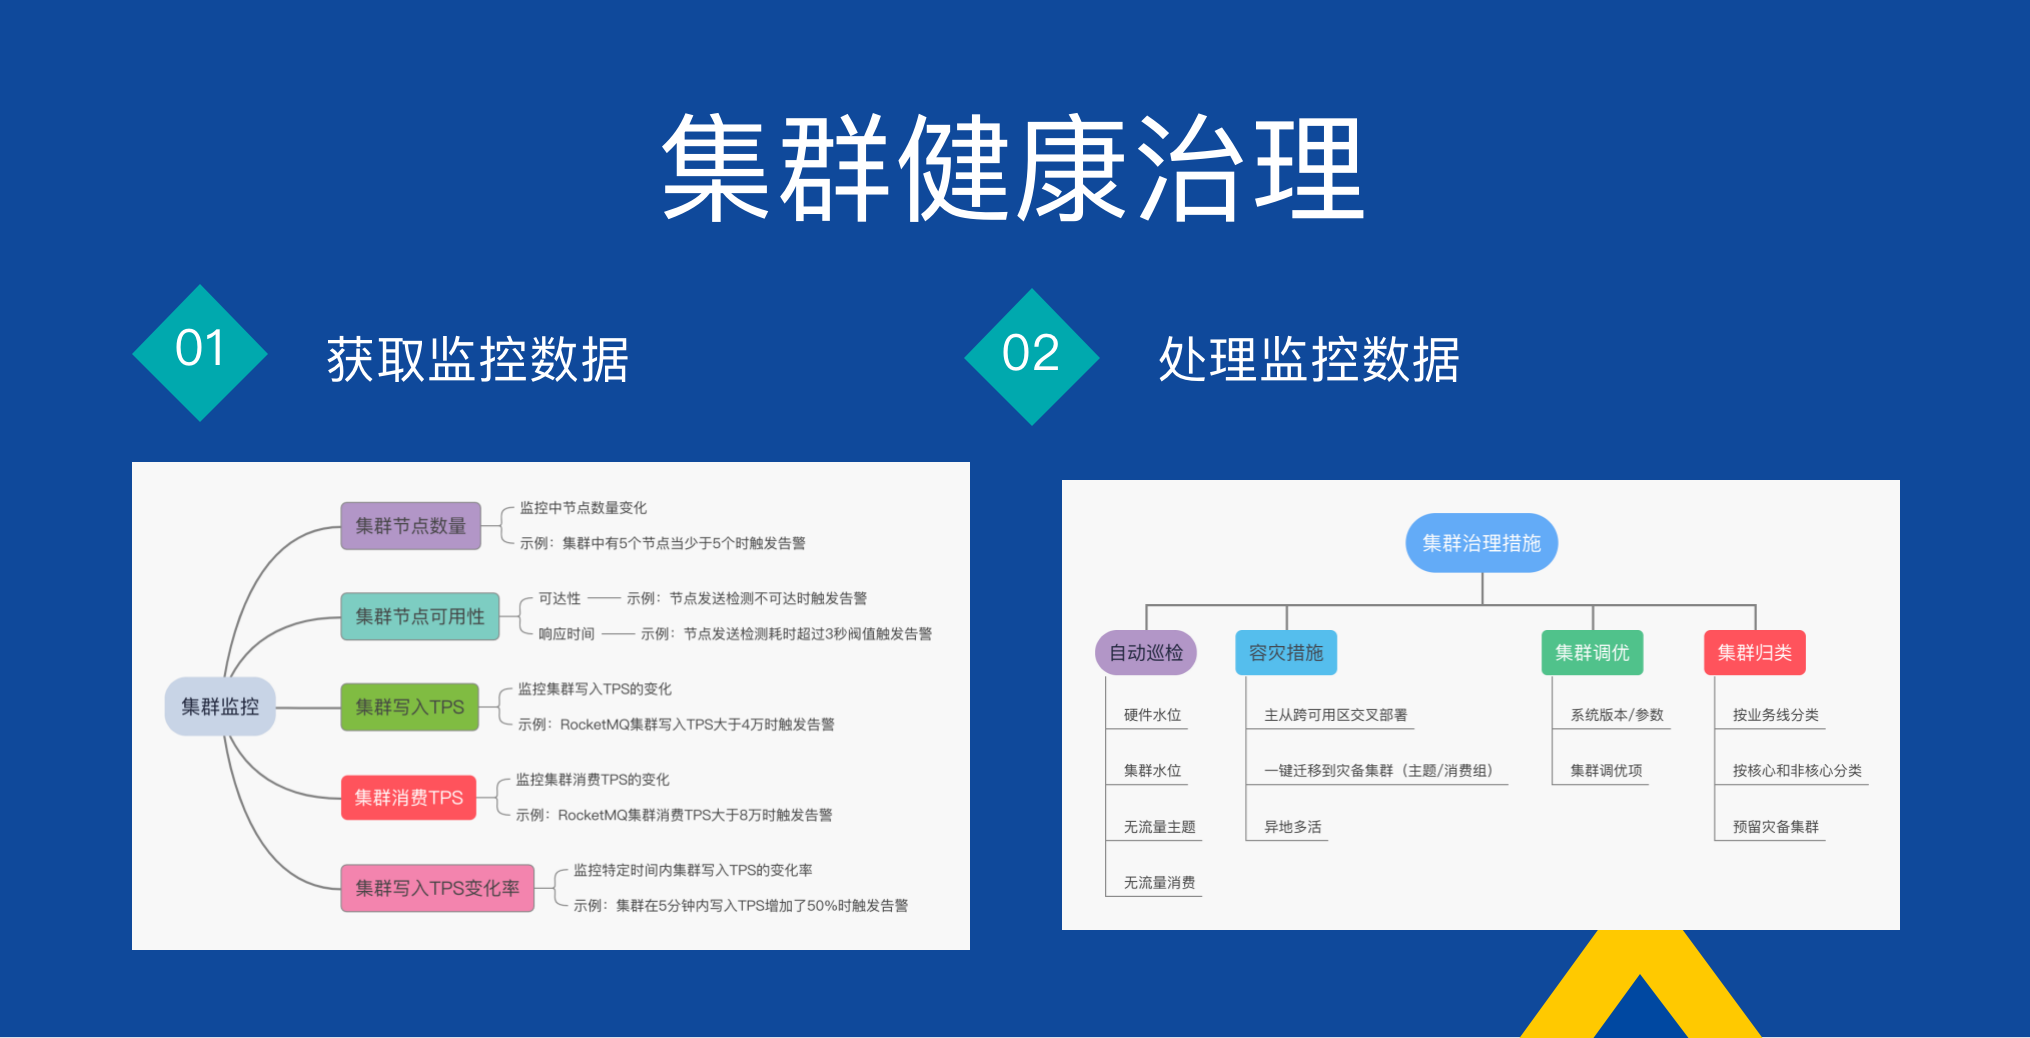 集群健康治理
01
获取监控数据
02
处理监控数据
集群监控
集群节点数量
监控中节点数量变化
示例：集群中有5个节点当少于5个时触发告警
集群节点可用性
可达性
示例：节点发送检测不可达时触发告警
响应时间
示例：节点发送检测耗时超过3秒阀值触发告警
集群写入TPS
监控集群写入TPS的变化
示例：RocketMQ集群写入TPS大于4万时触发告警
集群消费TPS
监控集群消费TPS的变化
示例：RocketMQ集群消费TPS大于8万时触发告警
集群写入TPS变化率
监控特定时间内集群写入TPS的变化率
示例：集群在5分钟内写入TPS增加了50%时触发告警
集群治理措施
自动巡检
硬件水位
集群水位
无流量主题
无流量消费
容灾措施
主从跨可用区交叉部署
一键迁移到灾备集群（主题/消费组）
异地多活
集群调优
系统版本/参数
集群调优项
集群归类
按业务线分类
按核心和非核心分类
预留灾备集群